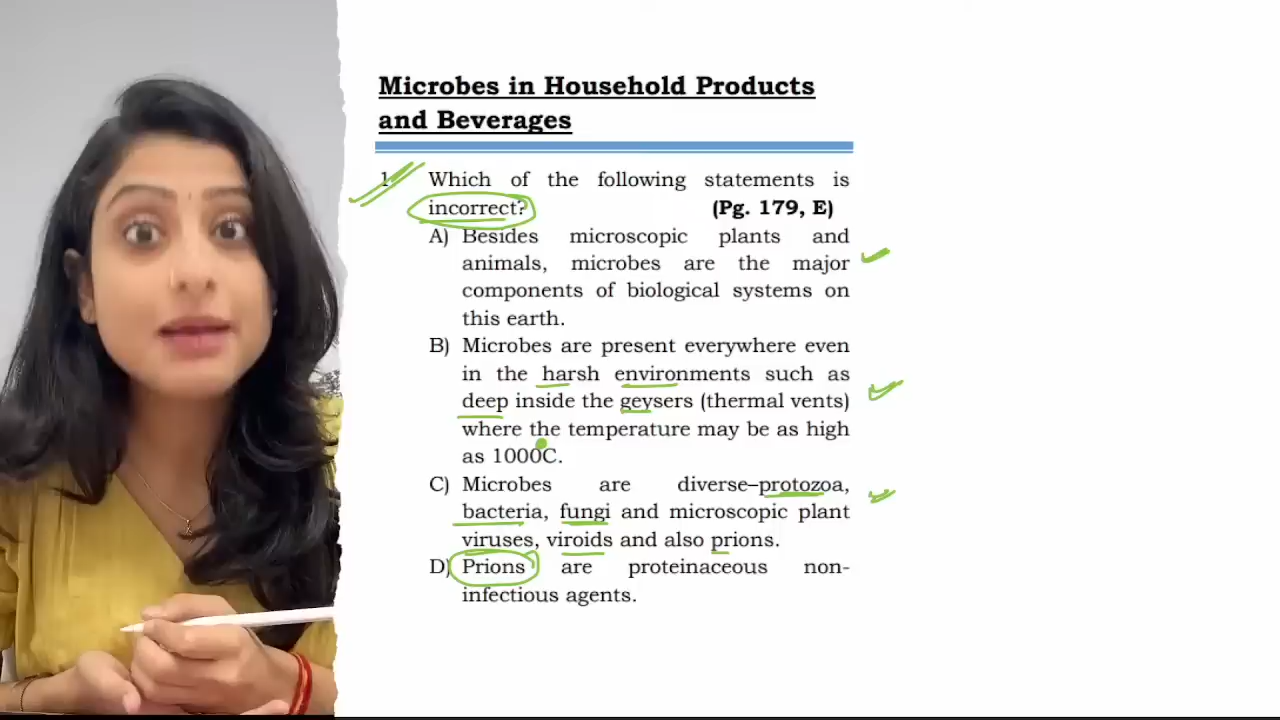 Microbes in Household Products
and Beverages
1. Which of the following statements is
incorrect? (Pg. 179, E)
A) Besides microscopic plants and
animals, microbes are the major
components of biological systems on
this earth.
B) Microbes are present everywhere even
in the harsh environments such as
deep inside the geysers (thermal vents)
where the temperature may be as high
as 1000C.
C) Microbes are diverse–protozoa,
bacteria, fungi and microscopic plant
viruses, viroids and also prions.
D) Prions are proteinaceous non-
infectious agents.